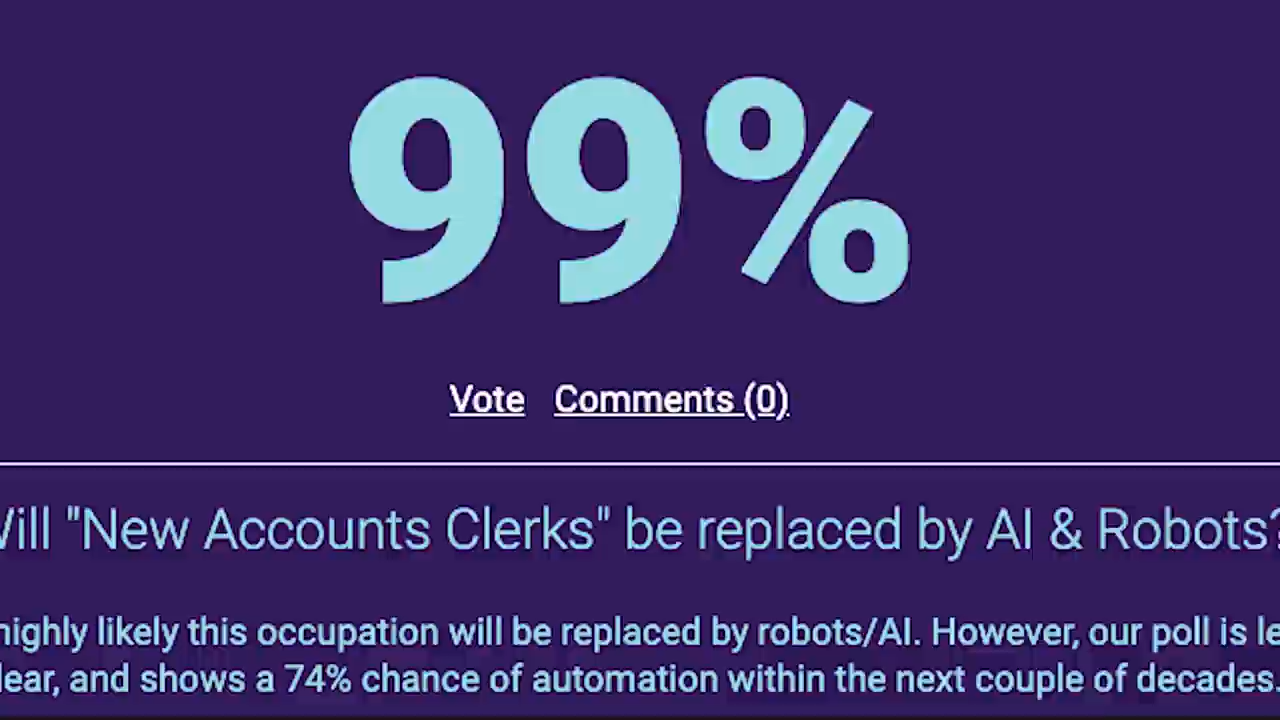 99%
Vote Comments (0)
Will "New Accounts Clerks" be replaced by AI & Robots?
highly likely this occupation will be replaced by robots/AI. However, our poll is le
lear, and shows a 74% chance of automation within the next couple of decades.